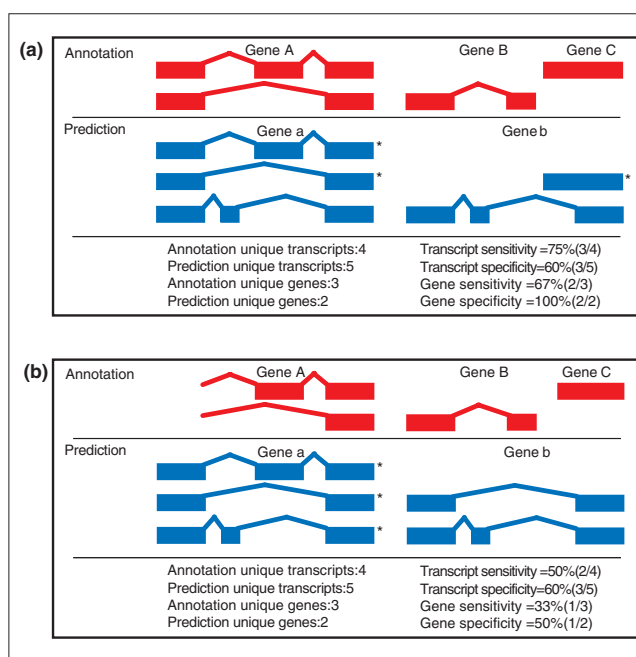 (a)
Annotation Gene A Gene B Gene C
Prediction Gene a Gene b
*
*
*
Annotation unique transcripts:4 Transcript sensitivity =75%(3/4)
Prediction unique transcripts:5 Transcript specificity=60%(3/5)
Annotation unique genes:3 Gene sensitivity =67%(2/3)
Prediction unique genes:2 Gene specificity =100%(2/2)
(b)
Annotation Gene A Gene B Gene C
Prediction Gene a Gene b
*
*
*
Annotation unique transcripts:4 Transcript sensitivity =50%(2/4)
Prediction unique transcripts:5 Transcript specificity=60%(3/5)
Annotation unique genes:3 Gene sensitivity =33%(1/3)
Prediction unique genes:2 Gene specificity =50%(1/2)